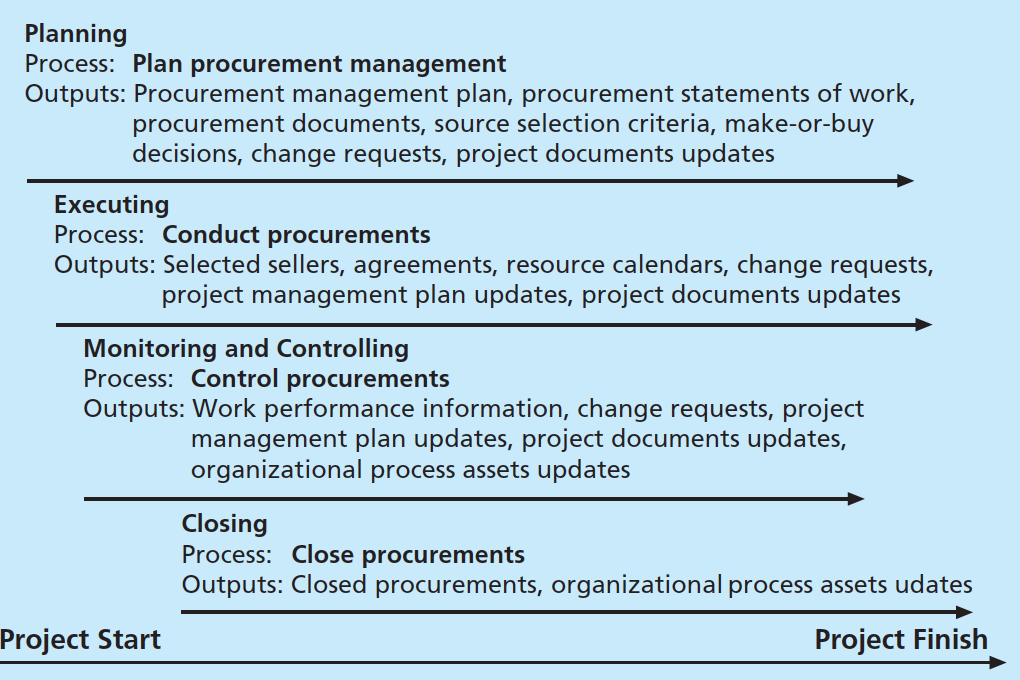 Planning
Process: Plan procurement management
Outputs: Procurement management plan, procurement statements of work,
procurement documents, source selection criteria, make-or-buy
decisions, change requests, project documents updates
Executing
Process: Conduct procurements
Outputs: Selected sellers, agreements, resource calendars, change requests,
project management plan updates, project documents updates
Monitoring and Controlling
Process: Control procurements
Outputs: Work performance information, change requests, project
management plan updates, project documents updates,
organizational process assets updates
Closing
Process: Close procurements
Outputs: Closed procurements, organizational process assets udates
Project Start Project Finish